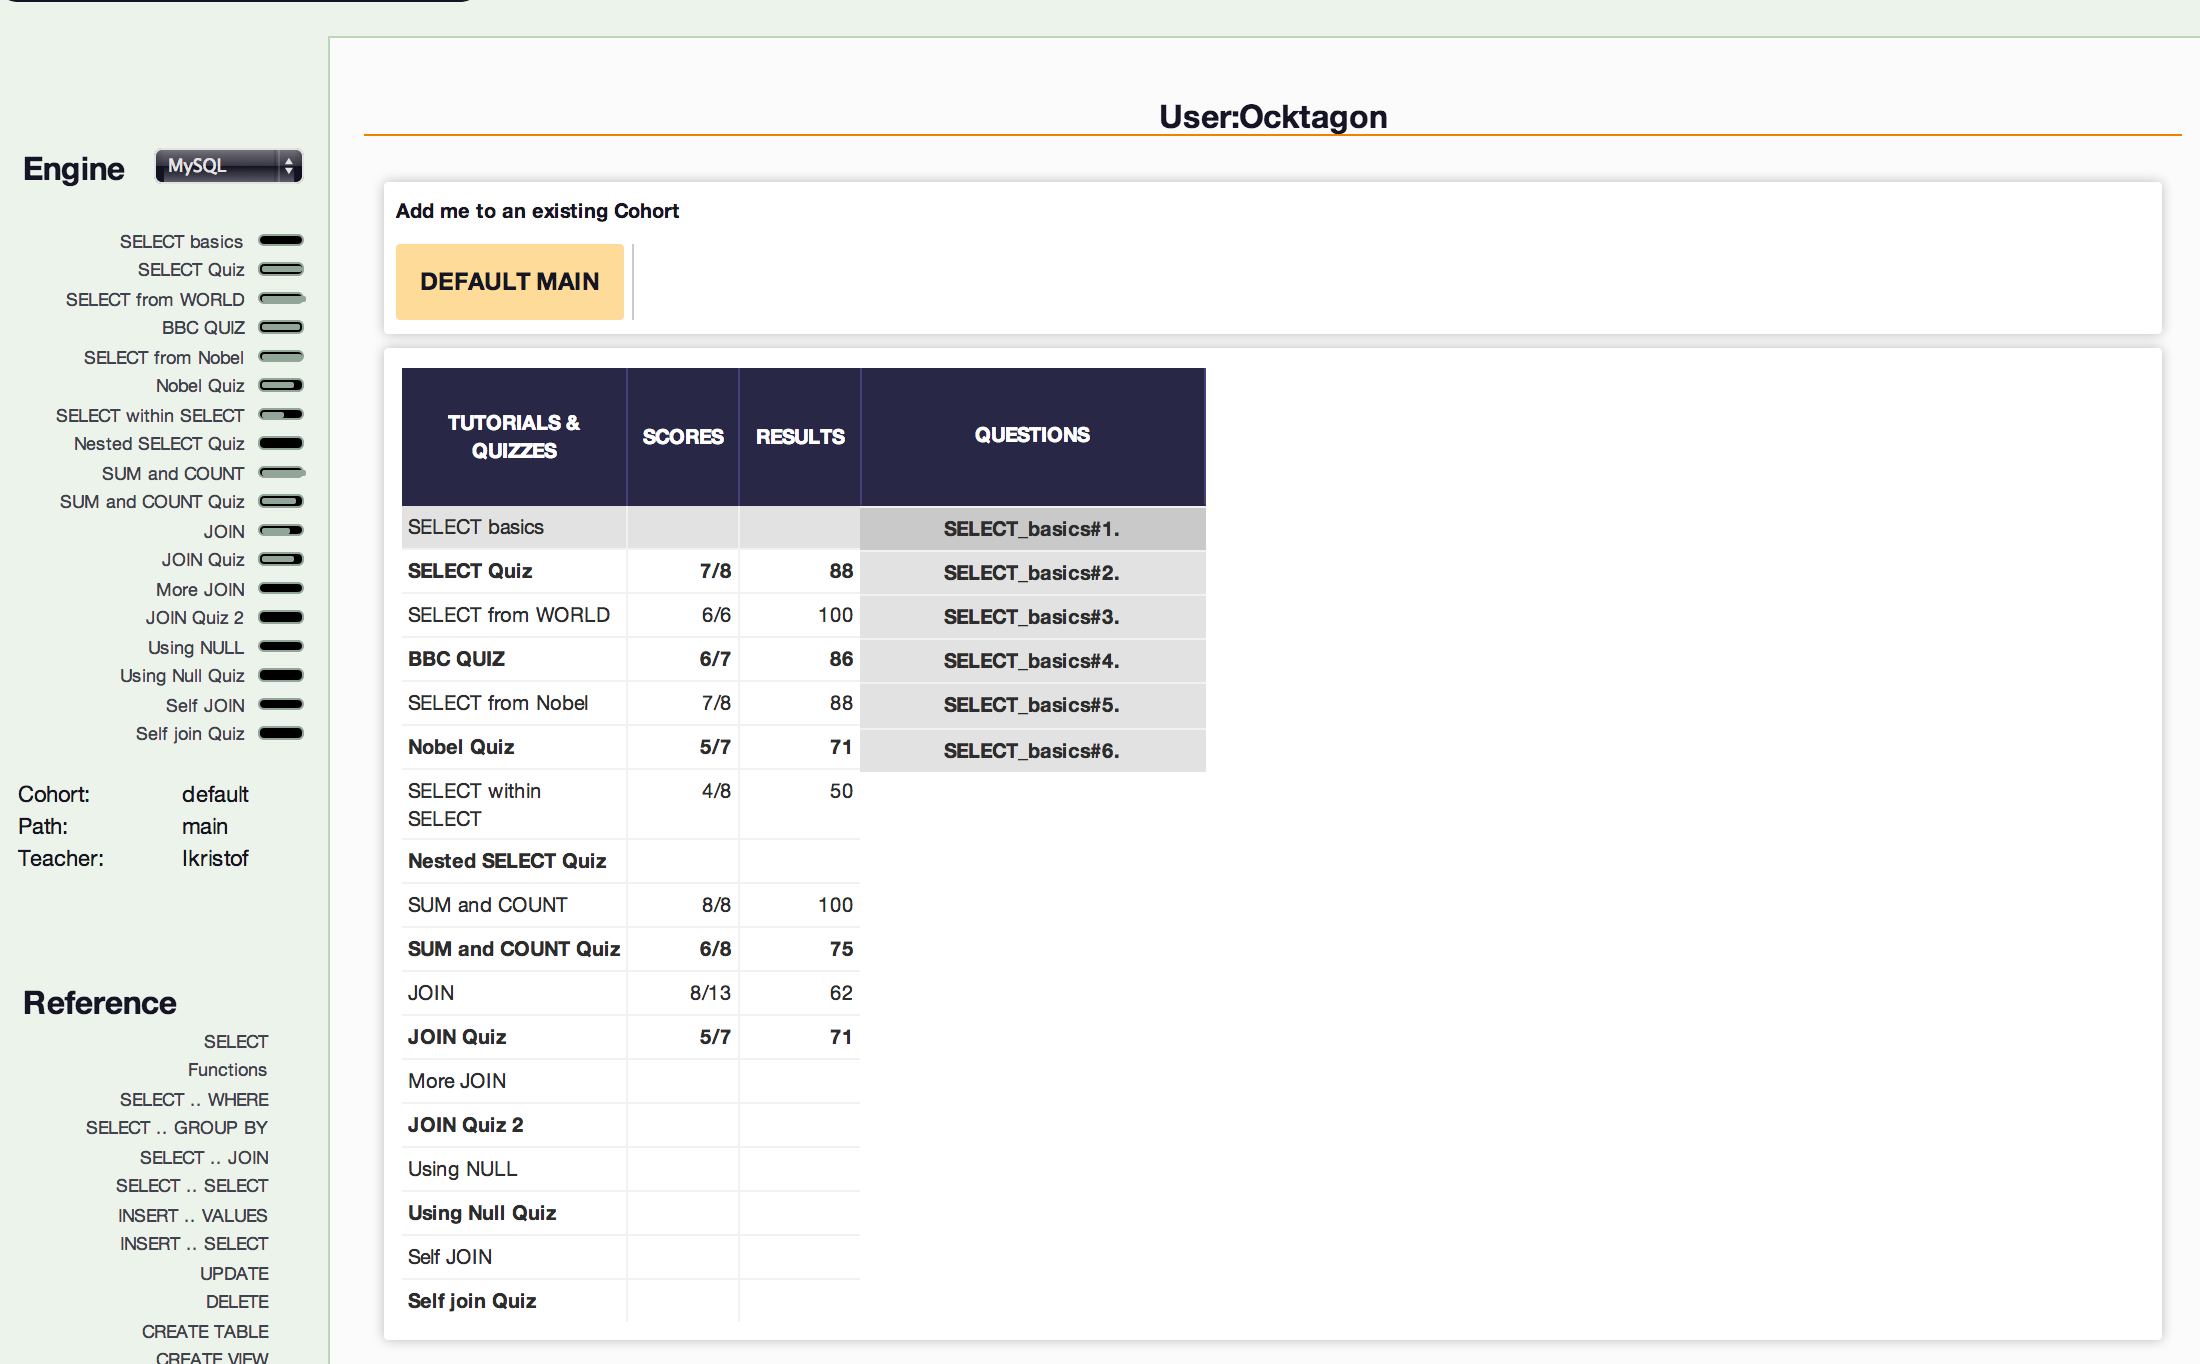 User:Ocktagon
Engine MySQL
SELECT basics
SELECT Quiz
SELECT from WORLD
BBC QUIZ
SELECT from Nobel
Nobel Quiz
SELECT within SELECT
Nested SELECT Quiz
SUM and COUNT
SUM and COUNT Quiz
JOIN
JOIN Quiz
More JOIN
JOIN Quiz 2
Using NULL
Using Null Quiz
Self JOIN
Self join Quiz
Cohort: default
Path: main
Teacher: lkristof
Reference
SELECT
Functions
SELECT .. WHERE
SELECT .. GROUP BY
SELECT .. JOIN
SELECT .. SELECT
INSERT .. VALUES
INSERT .. SELECT
UPDATE
DELETE
CREATE TABLE
CREATE VIEW
Add me to an existing Cohort
DEFAULT MAIN
TUTORIALS &
QUIZZES
SCORES
RESULTS
QUESTIONS
SELECT basics
SELECT Quiz 7/8 88
SELECT from WORLD 6/6 100
BBC QUIZ 6/7 86
SELECT from Nobel 7/8 88
Nobel Quiz 5/7 71
SELECT within 4/8 50
SELECT
Nested SELECT Quiz
SUM and COUNT 8/8 100
SUM and COUNT Quiz 6/8 75
JOIN 8/13 62
JOIN Quiz 5/7 71
More JOIN
JOIN Quiz 2
Using NULL
Using Null Quiz
Self JOIN
Self join Quiz
SELECT_basics#1.
SELECT_basics#2.
SELECT_basics#3.
SELECT_basics#4.
SELECT_basics#5.
SELECT_basics#6.